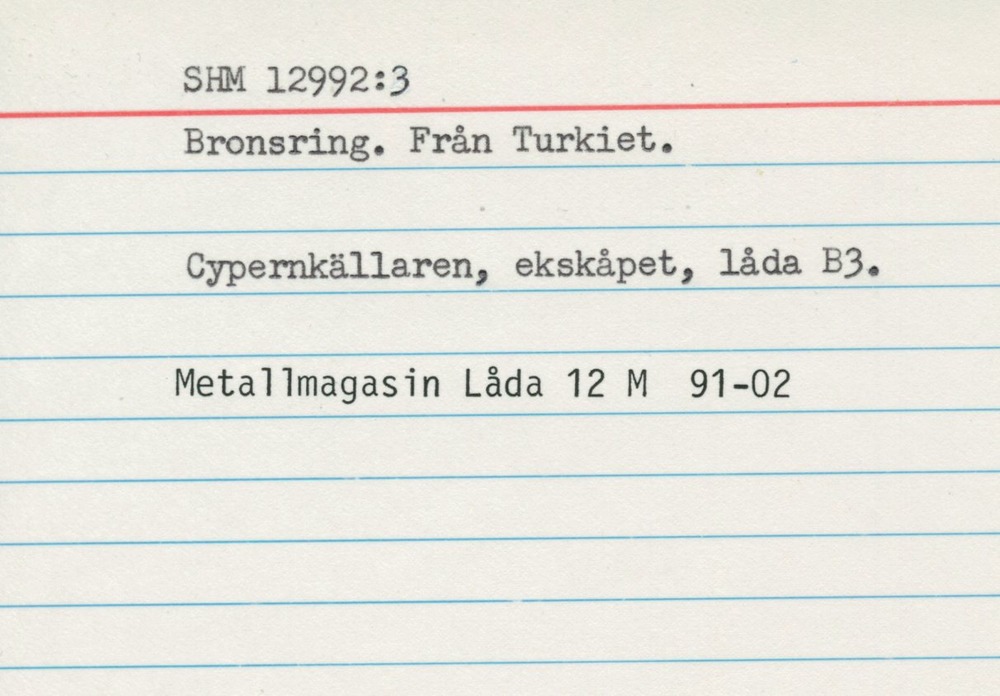 SHM 12992:3
Bronsring. Från Turkiet.
Cypernkällaren, ekskåpet, låda B3.
Metallmagasin Låda 12 M 91-02